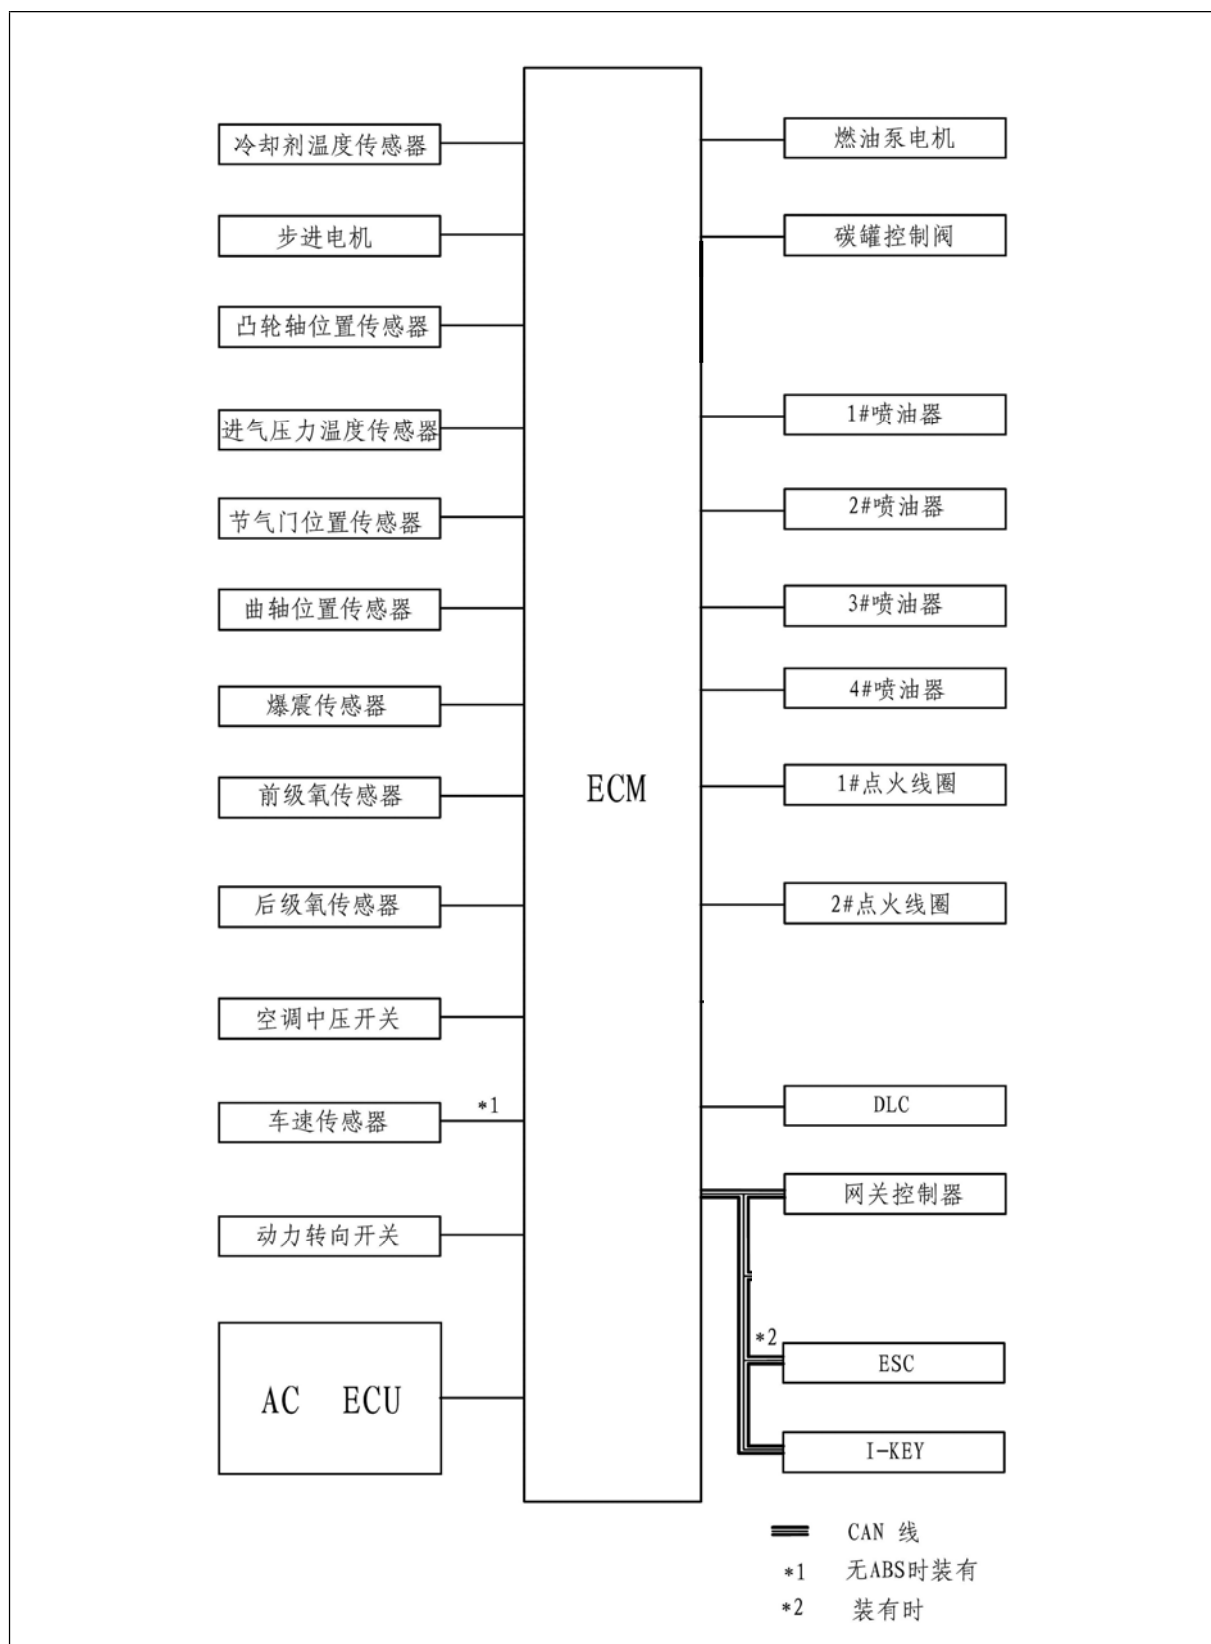 冷却剂温度传感器
步进电机
凸轮轴位置传感器
进气压力温度传感器
节气门位置传感器
曲轴位置传感器
爆震传感器
前级氧传感器
后级氧传感器
空调中压开关
车速传感器
*1
动力转向开关
AC ECU
ECM
燃油泵电机
碳罐控制阀
1#喷油器
2#喷油器
3#喷油器
4#喷油器
1#点火线圈
2#点火线圈
DLC
网关控制器
*2
ESC
I-KEY
CAN 线
*1 无ABS时装有
*2 装有时